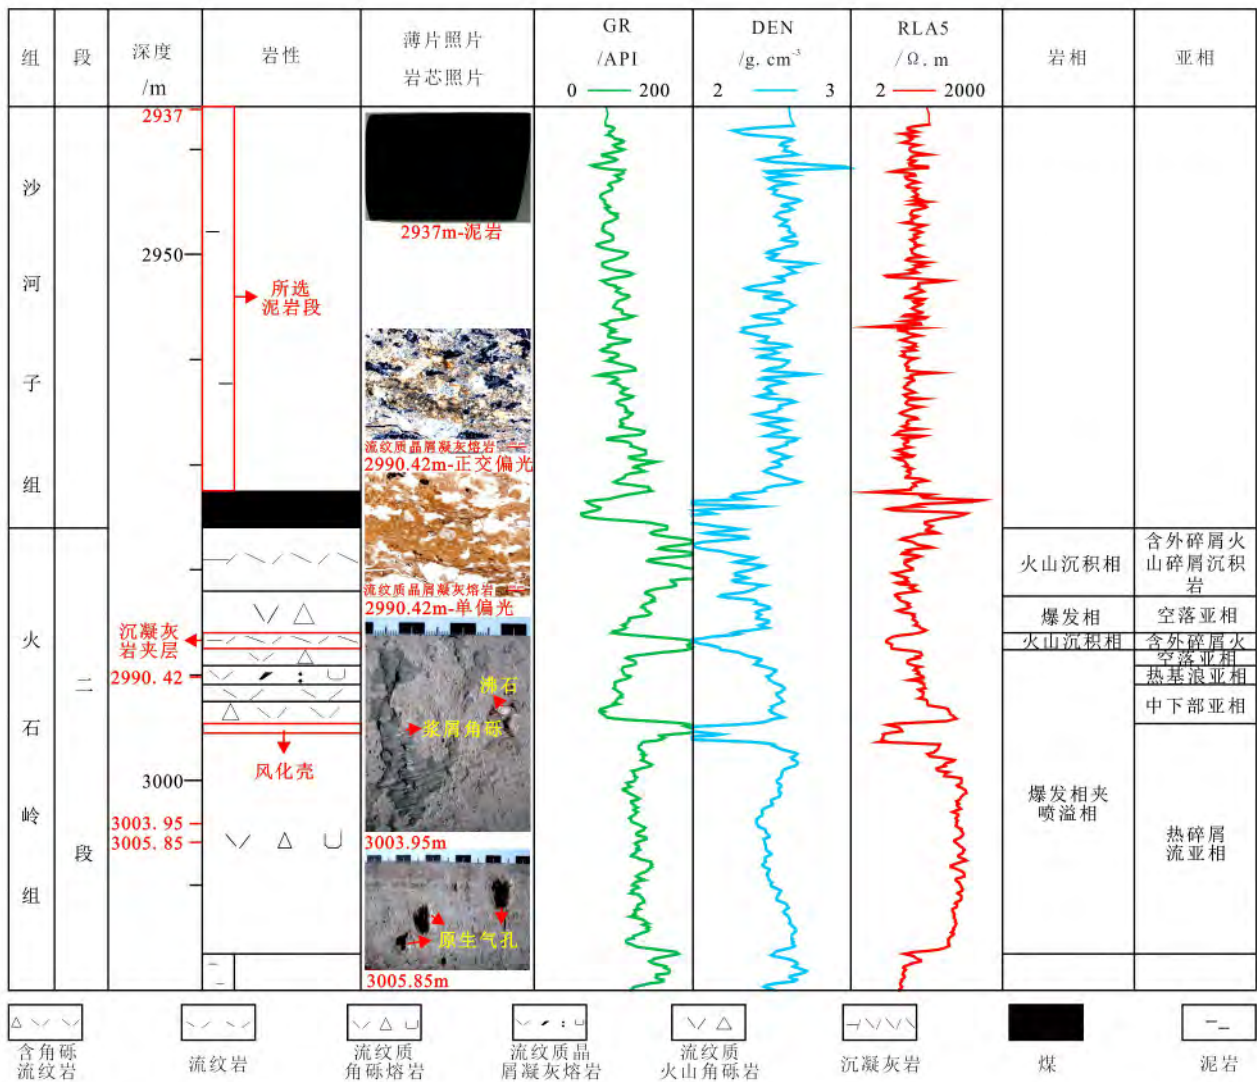 组
段
深度
/m
岩性
薄片照片
岩芯照片
GR
/API
0
200
DEN
/g. cm⁻³
2
3
RLA5
/ Ω. m
2
2000
岩相
亚相
沙
河
子
组
火
石
岭
组
二
段
2937
2950
2990.42
3000
3003.95
3005.85
所选
泥岩段
沉凝灰
岩夹层
风化壳
2937m-泥岩
流纹质晶屑凝灰熔岩
2990.42m-正交偏光
流纹质晶屑凝灰熔岩
2990.42m-单偏光
沸石
浆屑角砾
3003.95m
原生气孔
3005.85m
火山沉积相
含外碎屑火
山碎屑沉积
岩
爆发相
空落亚相
火山沉积相
含外碎屑火
空落亚相
热基浪亚相
中下部亚相
爆发相夹
喷溢相
热碎屑
流亚相
含角砾
流纹岩
流纹岩
流纹质
角砾熔岩
流纹质晶
屑凝灰熔岩
流纹质
火山角砾岩
沉凝灰岩
煤
泥岩